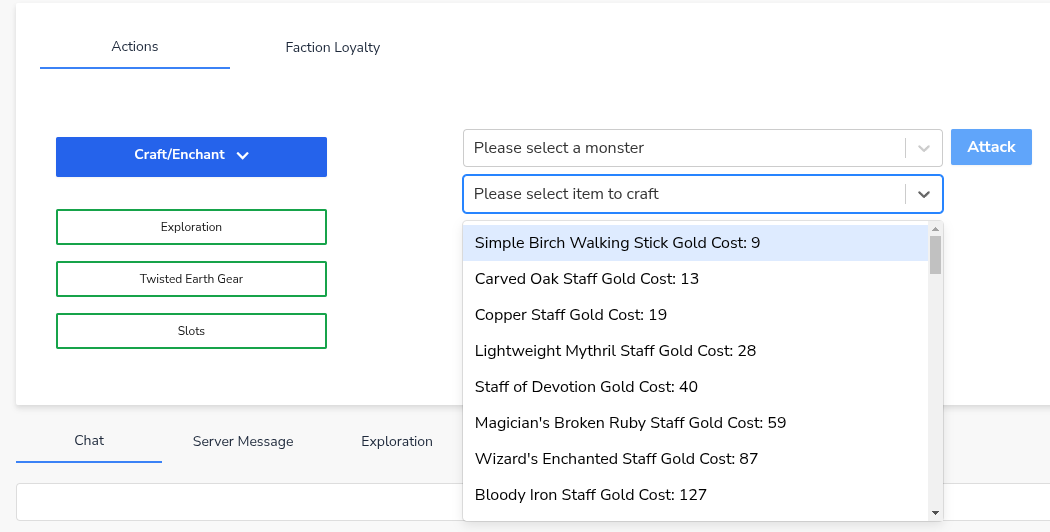 Actions
Faction Loyalty
Craft/Enchant
Please select a monster
Attack
Please select item to craft
Exploration
Twisted Earth Gear
Slots
Simple Birch Walking Stick Gold Cost: 9
Carved Oak Staff Gold Cost: 13
Copper Staff Gold Cost: 19
Lightweight Mythril Staff Gold Cost: 28
Staff of Devotion Gold Cost: 40
Magician's Broken Ruby Staff Gold Cost: 59
Wizard's Enchanted Staff Gold Cost: 87
Bloody Iron Staff Gold Cost: 127
Chat
Server Message
Exploration